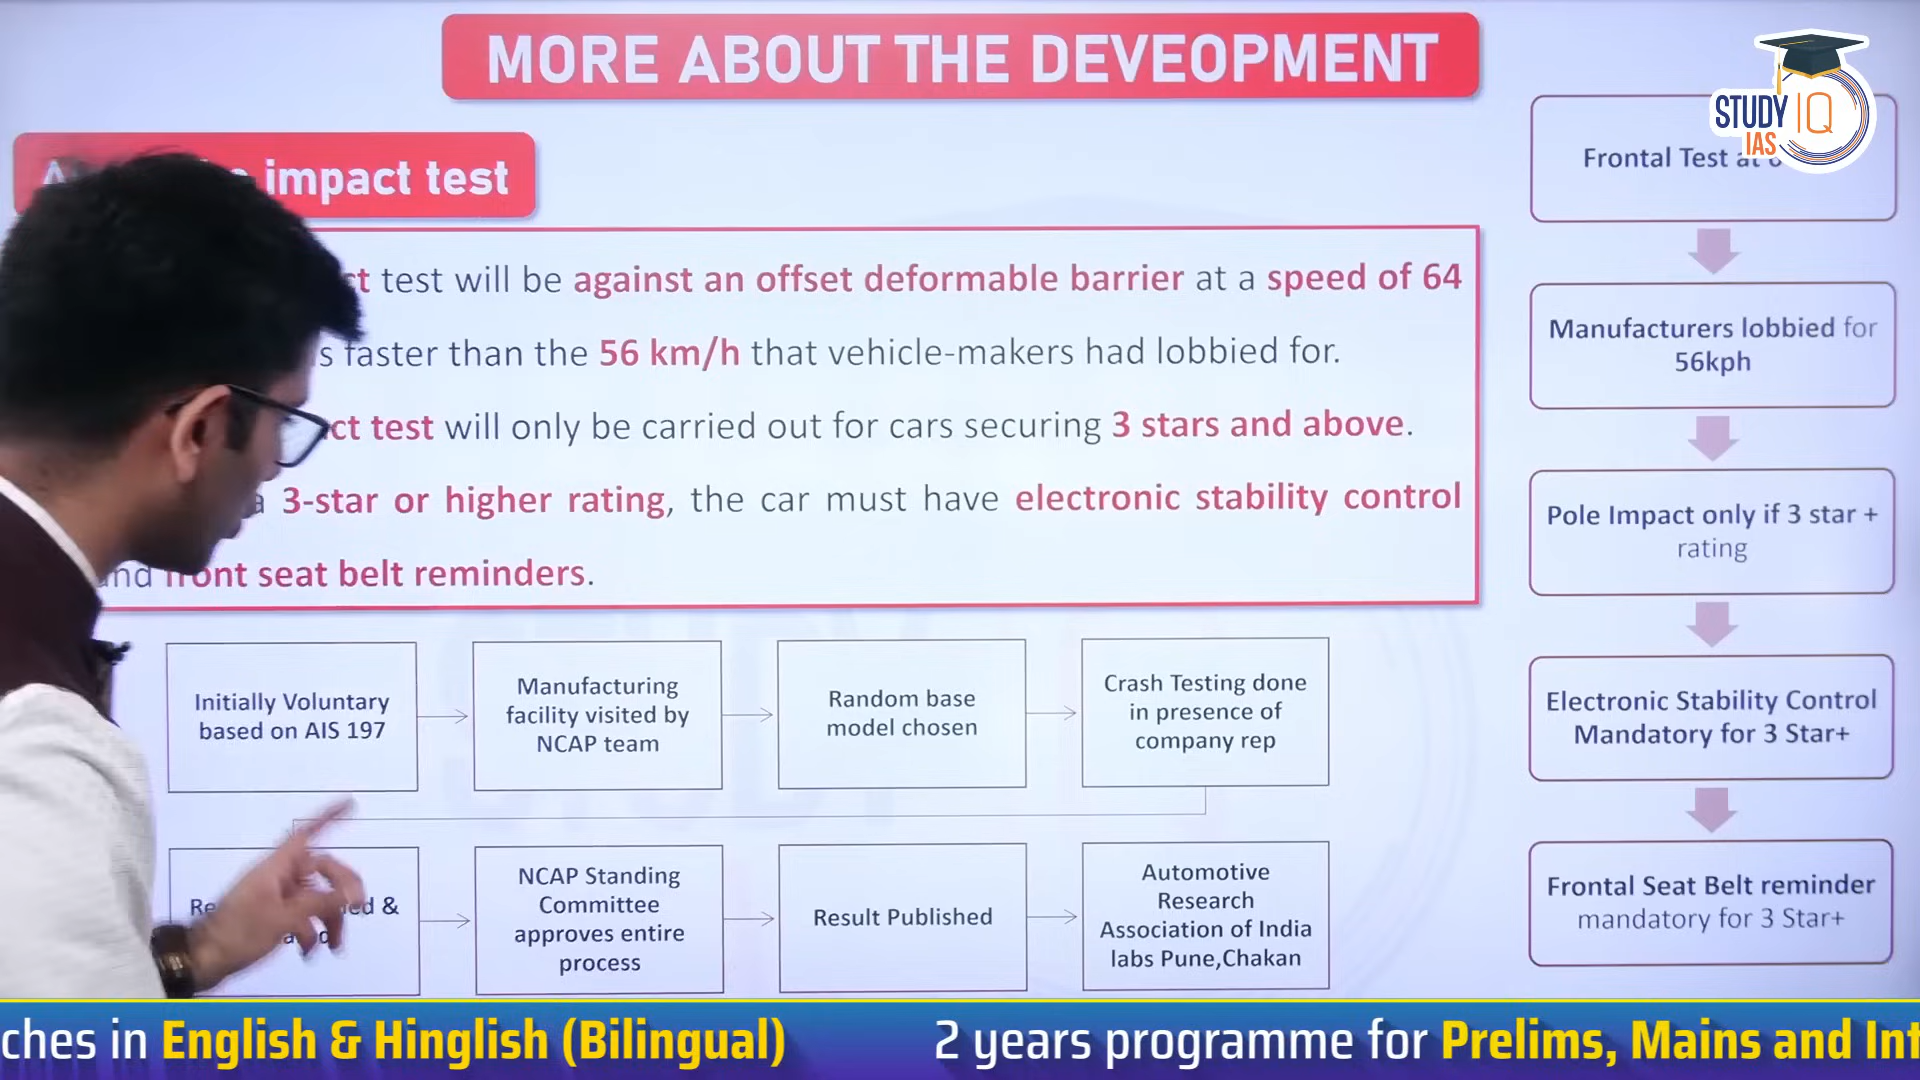 MORE ABOUT THE DEVEOPMENT
STUDY IQ
IAS
impact test
test will be against an offset deformable barrier at a speed of 64
faster than the 56 km/h that vehicle-makers had lobbied for.
test will only be carried out for cars securing 3 stars and above.
a 3-star or higher rating, the car must have electronic stability control
front seat belt reminders.
Initially Voluntary
based on AIS 197
Manufacturing
facility visited by
NCAP team
Random base
model chosen
Crash Testing done
in presence of
company rep
&
NCAP Standing
Committee
approves entire
process
Result Published
Automotive
Research
Association of India
labs Pune,Chakan
Frontal Test at
Manufacturers lobbied for
56kph
Pole Impact only if 3 star +
rating
Electronic Stability Control
Mandatory for 3 Star+
Frontal Seat Belt reminder
mandatory for 3 Star+
in English & Hinglish (Bilingual)
2 years programme for Prelims, Mains and